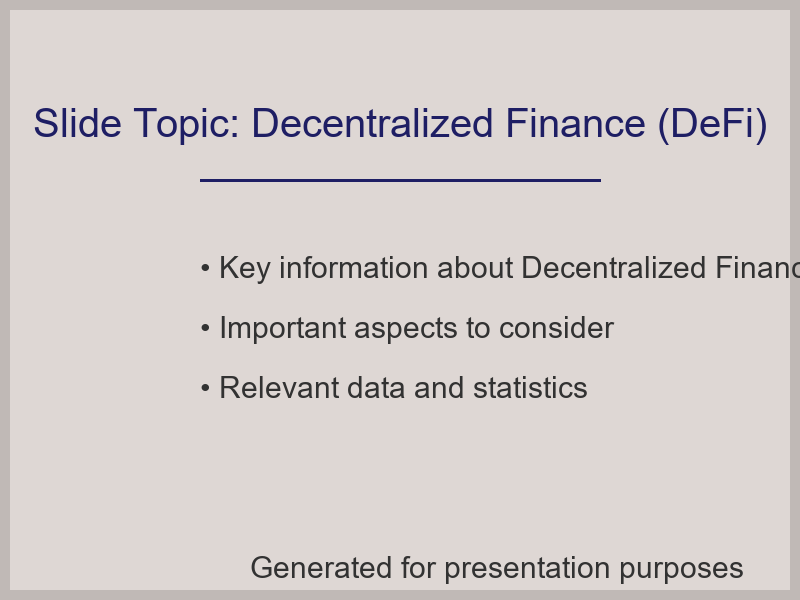 Slide Topic: Decentralized Finance (DeFi)
• Key information about Decentralized Financ
• Important aspects to consider
• Relevant data and statistics
Generated for presentation purposes